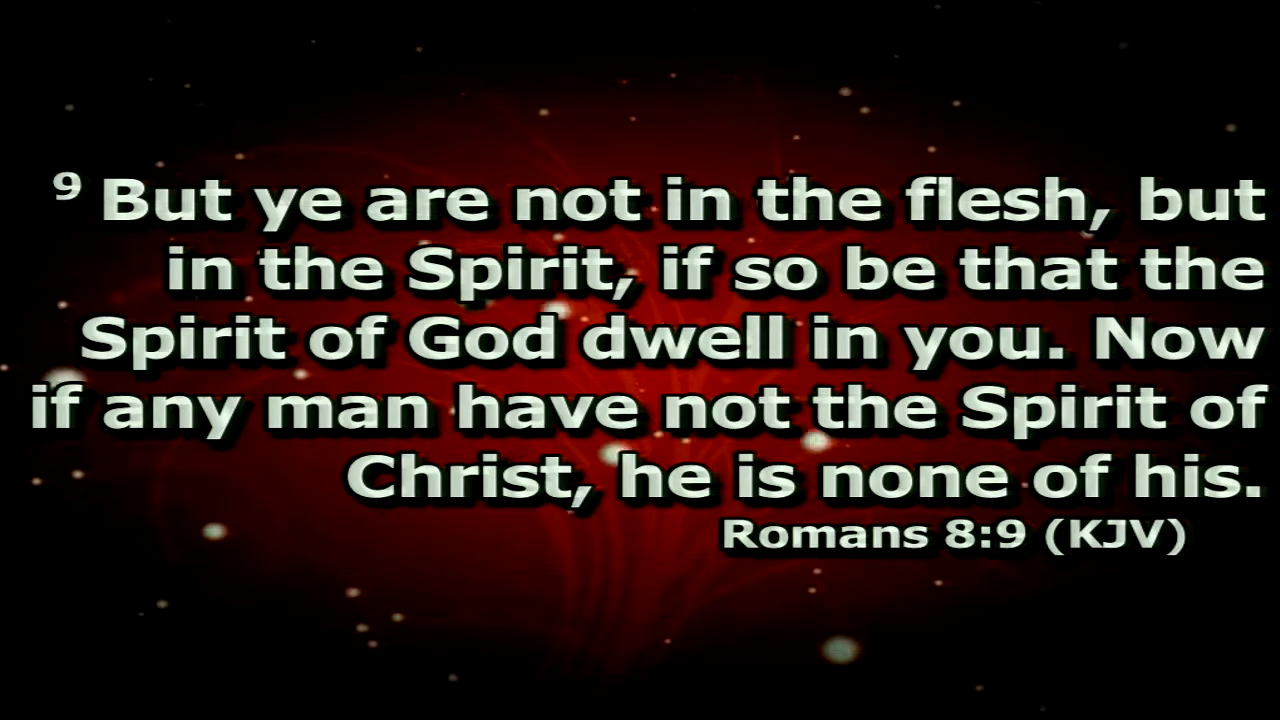 9 But ye are not in the flesh, but
in the Spirit, if so be that the
Spirit of God dwell in you. Now
if any man have not the Spirit of
Christ, he is none of his.
Romans 8:9 (KJV)